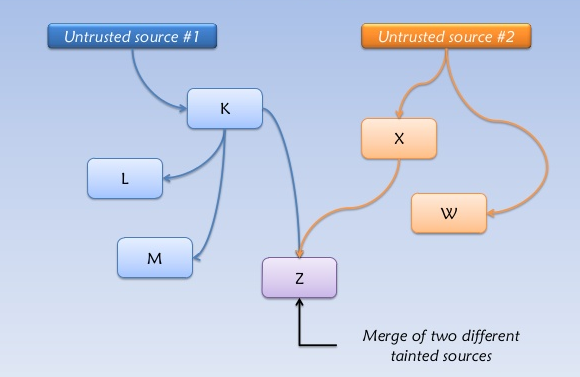 Untrusted source #1
Untrusted source #2
K
X
L
W
M
Z
Merge of two different
tainted sources